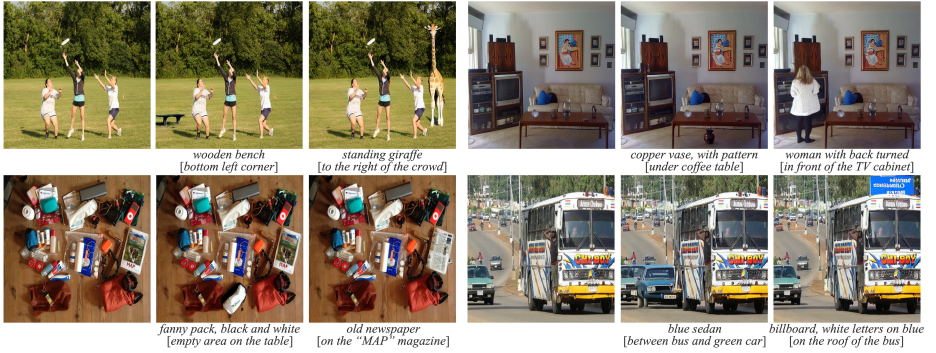 wooden bench
[bottom left corner]
standing giraffe
[to the right of the crowd]
copper vase, with pattern
[under coffee table]
woman with back turned
[in front of the TV cabinet]
MAP
fanny pack, black and white
[empty area on the table]
old newspaper
[on the “MAP” magazine]
blue sedan
[between bus and green car]
billboard, white letters on blue
[on the roof of the bus]